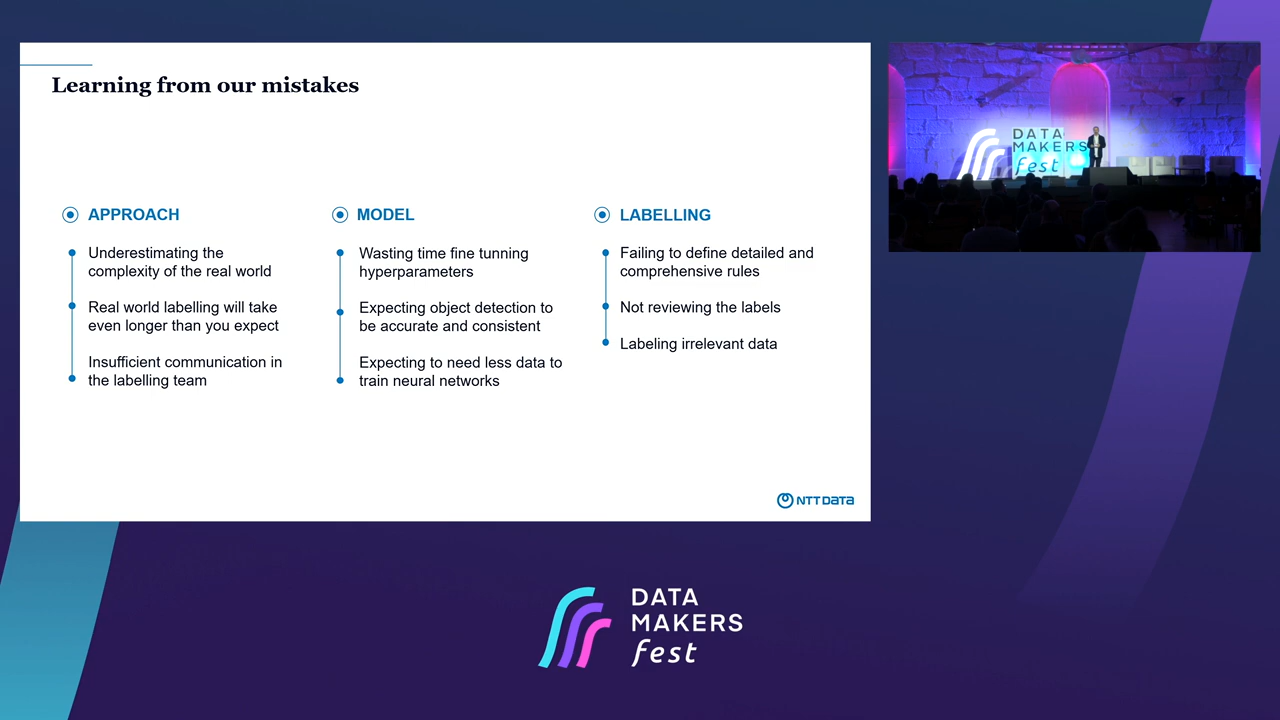 Learning from our mistakes
APPROACH
Underestimating the
complexity of the real world
Real world labelling will take
even longer than you expect
Insufficient communication in
the labelling team
MODEL
Wasting time fine tunning
hyperparameters
Expecting object detection to
be accurate and consistent
Expecting to need less data to
train neural networks
LABELLING
Failing to define detailed and
comprehensive rules
Not reviewing the labels
Labeling irrelevant data
NTT DATA
DATA
MAKERS
fest
DATA
MAKERS
fest